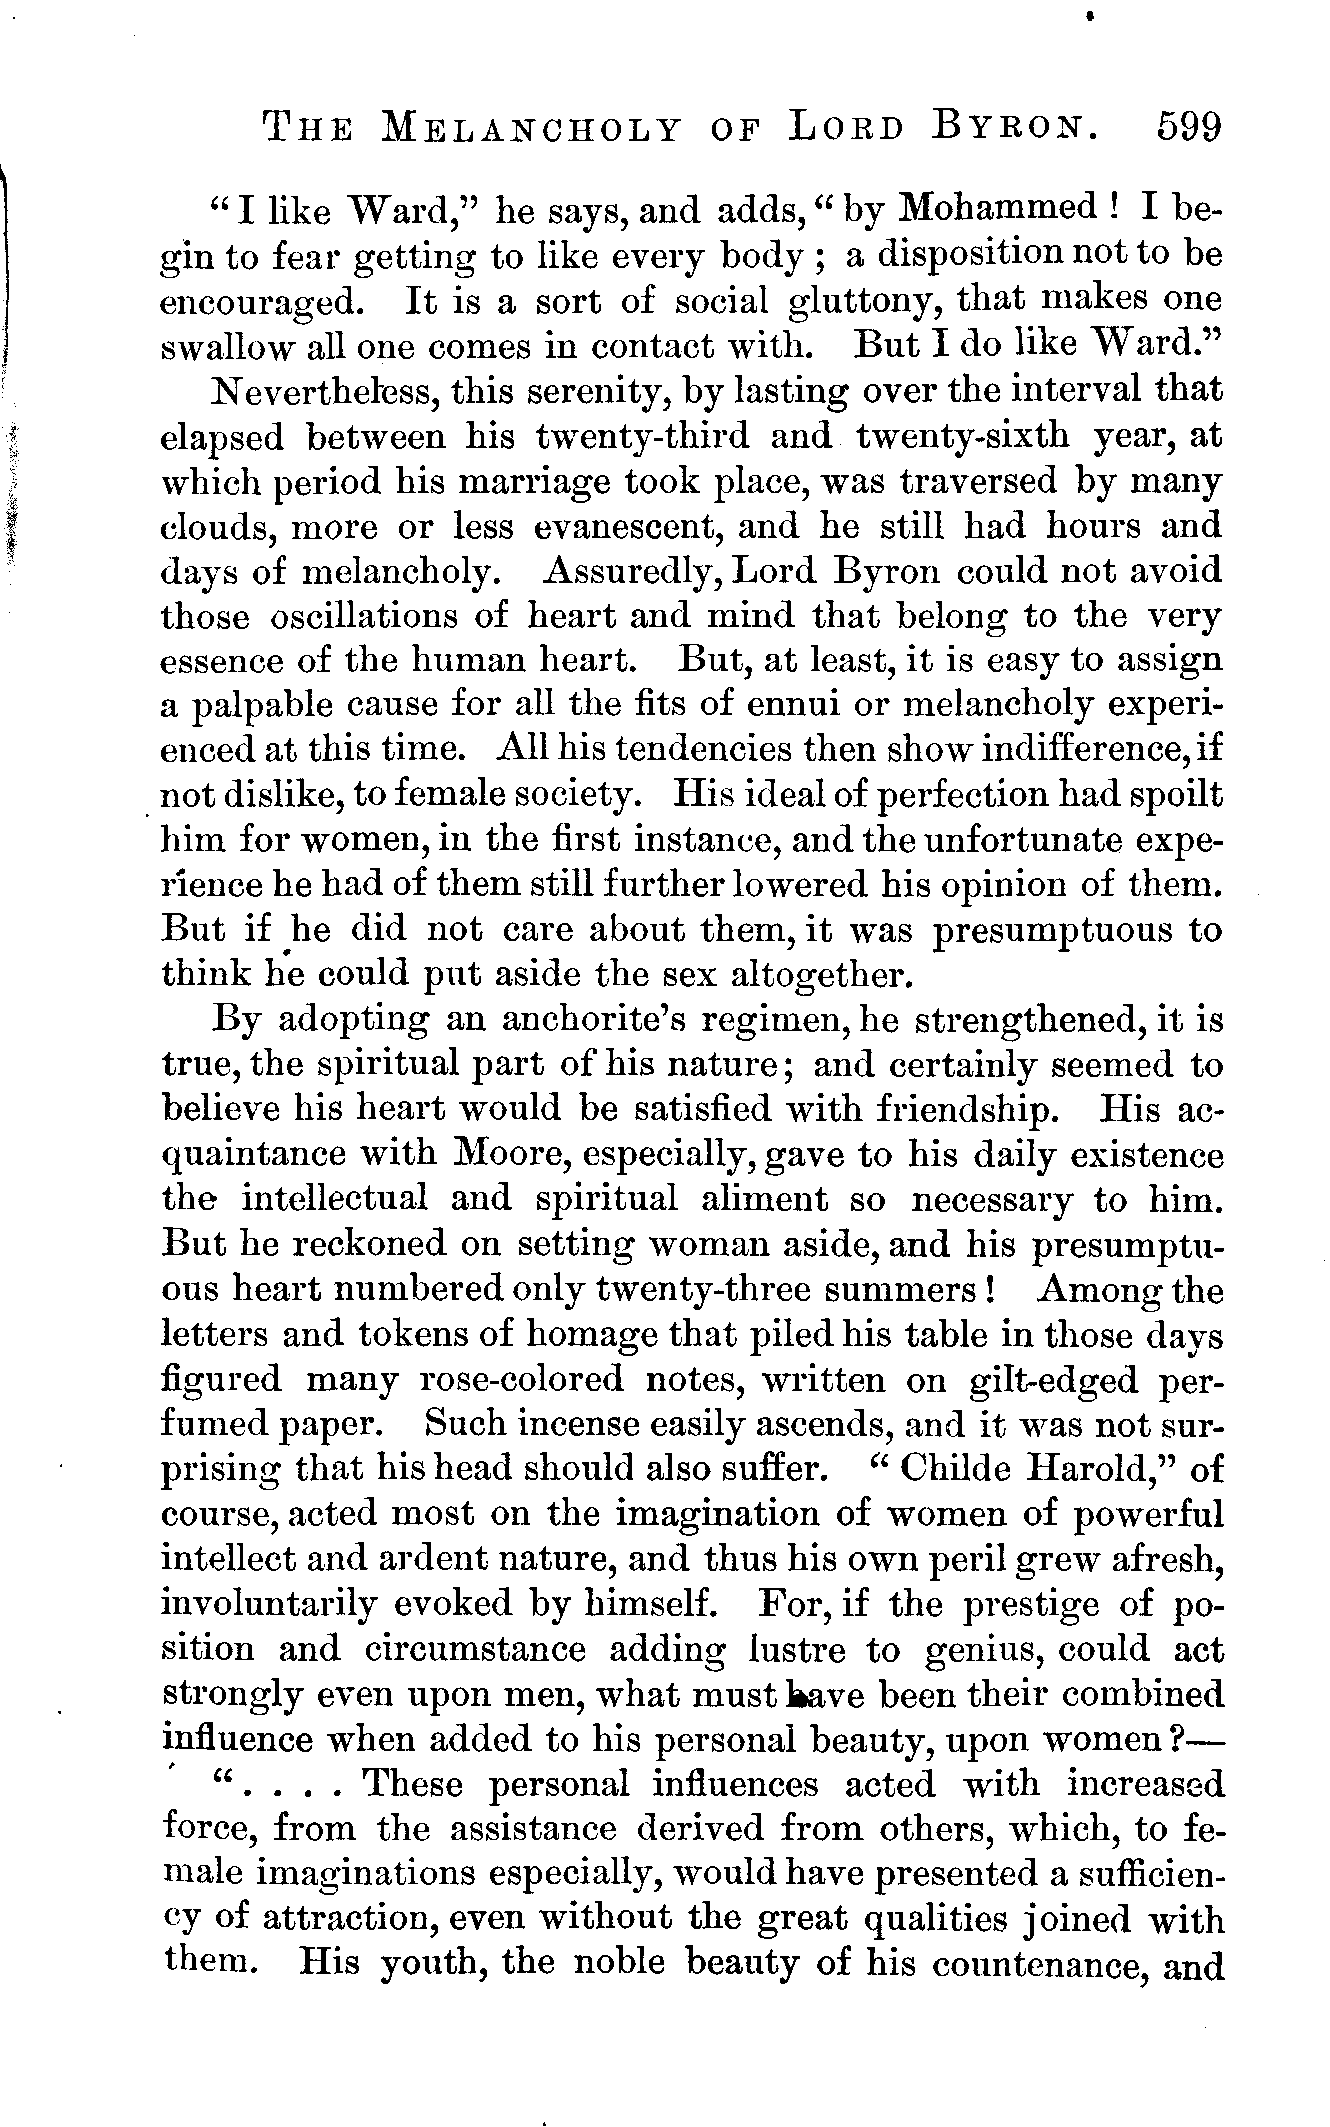 THE MELANCHOLY OF LORD BYRON. 599
"I like Ward," he says, and adds, "by Mohammed! I be-
gin to fear getting to like every body; a disposition not to be
encouraged. It is a sort of social gluttony, that makes one
swallow all one comes in contact with. But I do like Ward."
Nevertheless, this serenity, by lasting over the interval that
elapsed between his twenty-third and twenty-sixth year, at
which period his marriage took place, was traversed by many
clouds, more or less evanescent, and he still had hours and
days of melancholy. Assuredly, Lord Byron could not avoid
those oscillations of heart and mind that belong to the very
essence of the human heart. But, at least, it is easy to assign
a palpable cause for all the fits of ennui or melancholy experi-
enced at this time. All his tendencies then show indifference, if
not dislike, to female society. His ideal of perfection had spoilt
him for women, in the first instance, and the unfortunate expe-
rience he had of them still further lowered his opinion of them.
But if he did not care about them, it was presumptuous to
think he could put aside the sex altogether.
By adopting an anchorite's regimen, he strengthened, it is
true, the spiritual part of his nature; and certainly seemed to
believe his heart would be satisfied with friendship. His ac-
quaintance with Moore, especially, gave to his daily existence
the intellectual and spiritual aliment so necessary to him.
But he reckoned on setting woman aside, and his presumptu-
ous heart numbered only twenty-three summers! Among the
letters and tokens of homage that piled his table in those days
figured many rose-colored notes, written on gilt-edged per-
fumed paper. Such incense easily ascends, and it was not sur-
prising that his head should also suffer. "Childe Harold," of
course, acted most on the imagination of women of powerful
intellect and ardent nature, and thus his own peril grew afresh,
involuntarily evoked by himself. For, if the prestige of po-
sition and circumstance adding lustre to genius, could act
strongly even upon men, what must have been their combined
influence when added to his personal beauty, upon women?—
". . . . These personal influences acted with increased
force, from the assistance derived from others, which, to fe-
male imaginations especially, would have presented a sufficien-
cy of attraction, even without the great qualities joined with
them. His youth, the noble beauty of his countenance, and